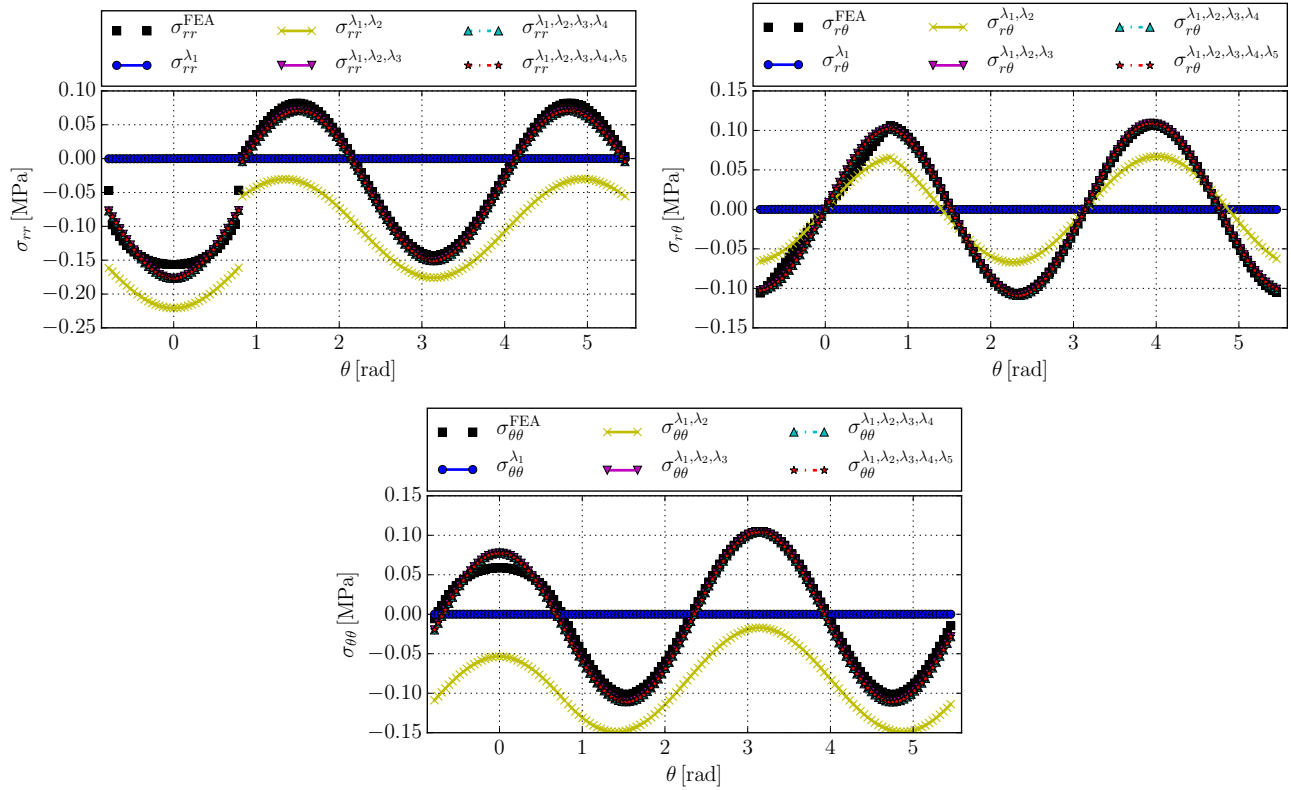 σ_rr^FEA σ_rr^λ1,λ2 σ_rr^λ1,λ2,λ3,λ4
σ_rr^λ1 σ_rr^λ1,λ2,λ3 σ_rr^λ1,λ2,λ3,λ4,λ5
0.10
0.05
0.00
−0.05
−0.10
−0.15
−0.20
−0.25
σ_rr [MPa]
0 1 2 3 4 5
θ [rad]
σ_rθ^FEA σ_rθ^λ1,λ2 σ_rθ^λ1,λ2,λ3,λ4
σ_rθ^λ1 σ_rθ^λ1,λ2,λ3 σ_rθ^λ1,λ2,λ3,λ4,λ5
0.15
0.10
0.05
0.00
−0.05
−0.10
−0.15
σ_rθ [MPa]
0 1 2 3 4 5
θ [rad]
σ_θθ^FEA σ_θθ^λ1,λ2 σ_θθ^λ1,λ2,λ3,λ4
σ_θθ^λ1 σ_θθ^λ1,λ2,λ3 σ_θθ^λ1,λ2,λ3,λ4,λ5
0.15
0.10
0.05
0.00
−0.05
−0.10
−0.15
σ_θθ [MPa]
0 1 2 3 4 5
θ [rad]